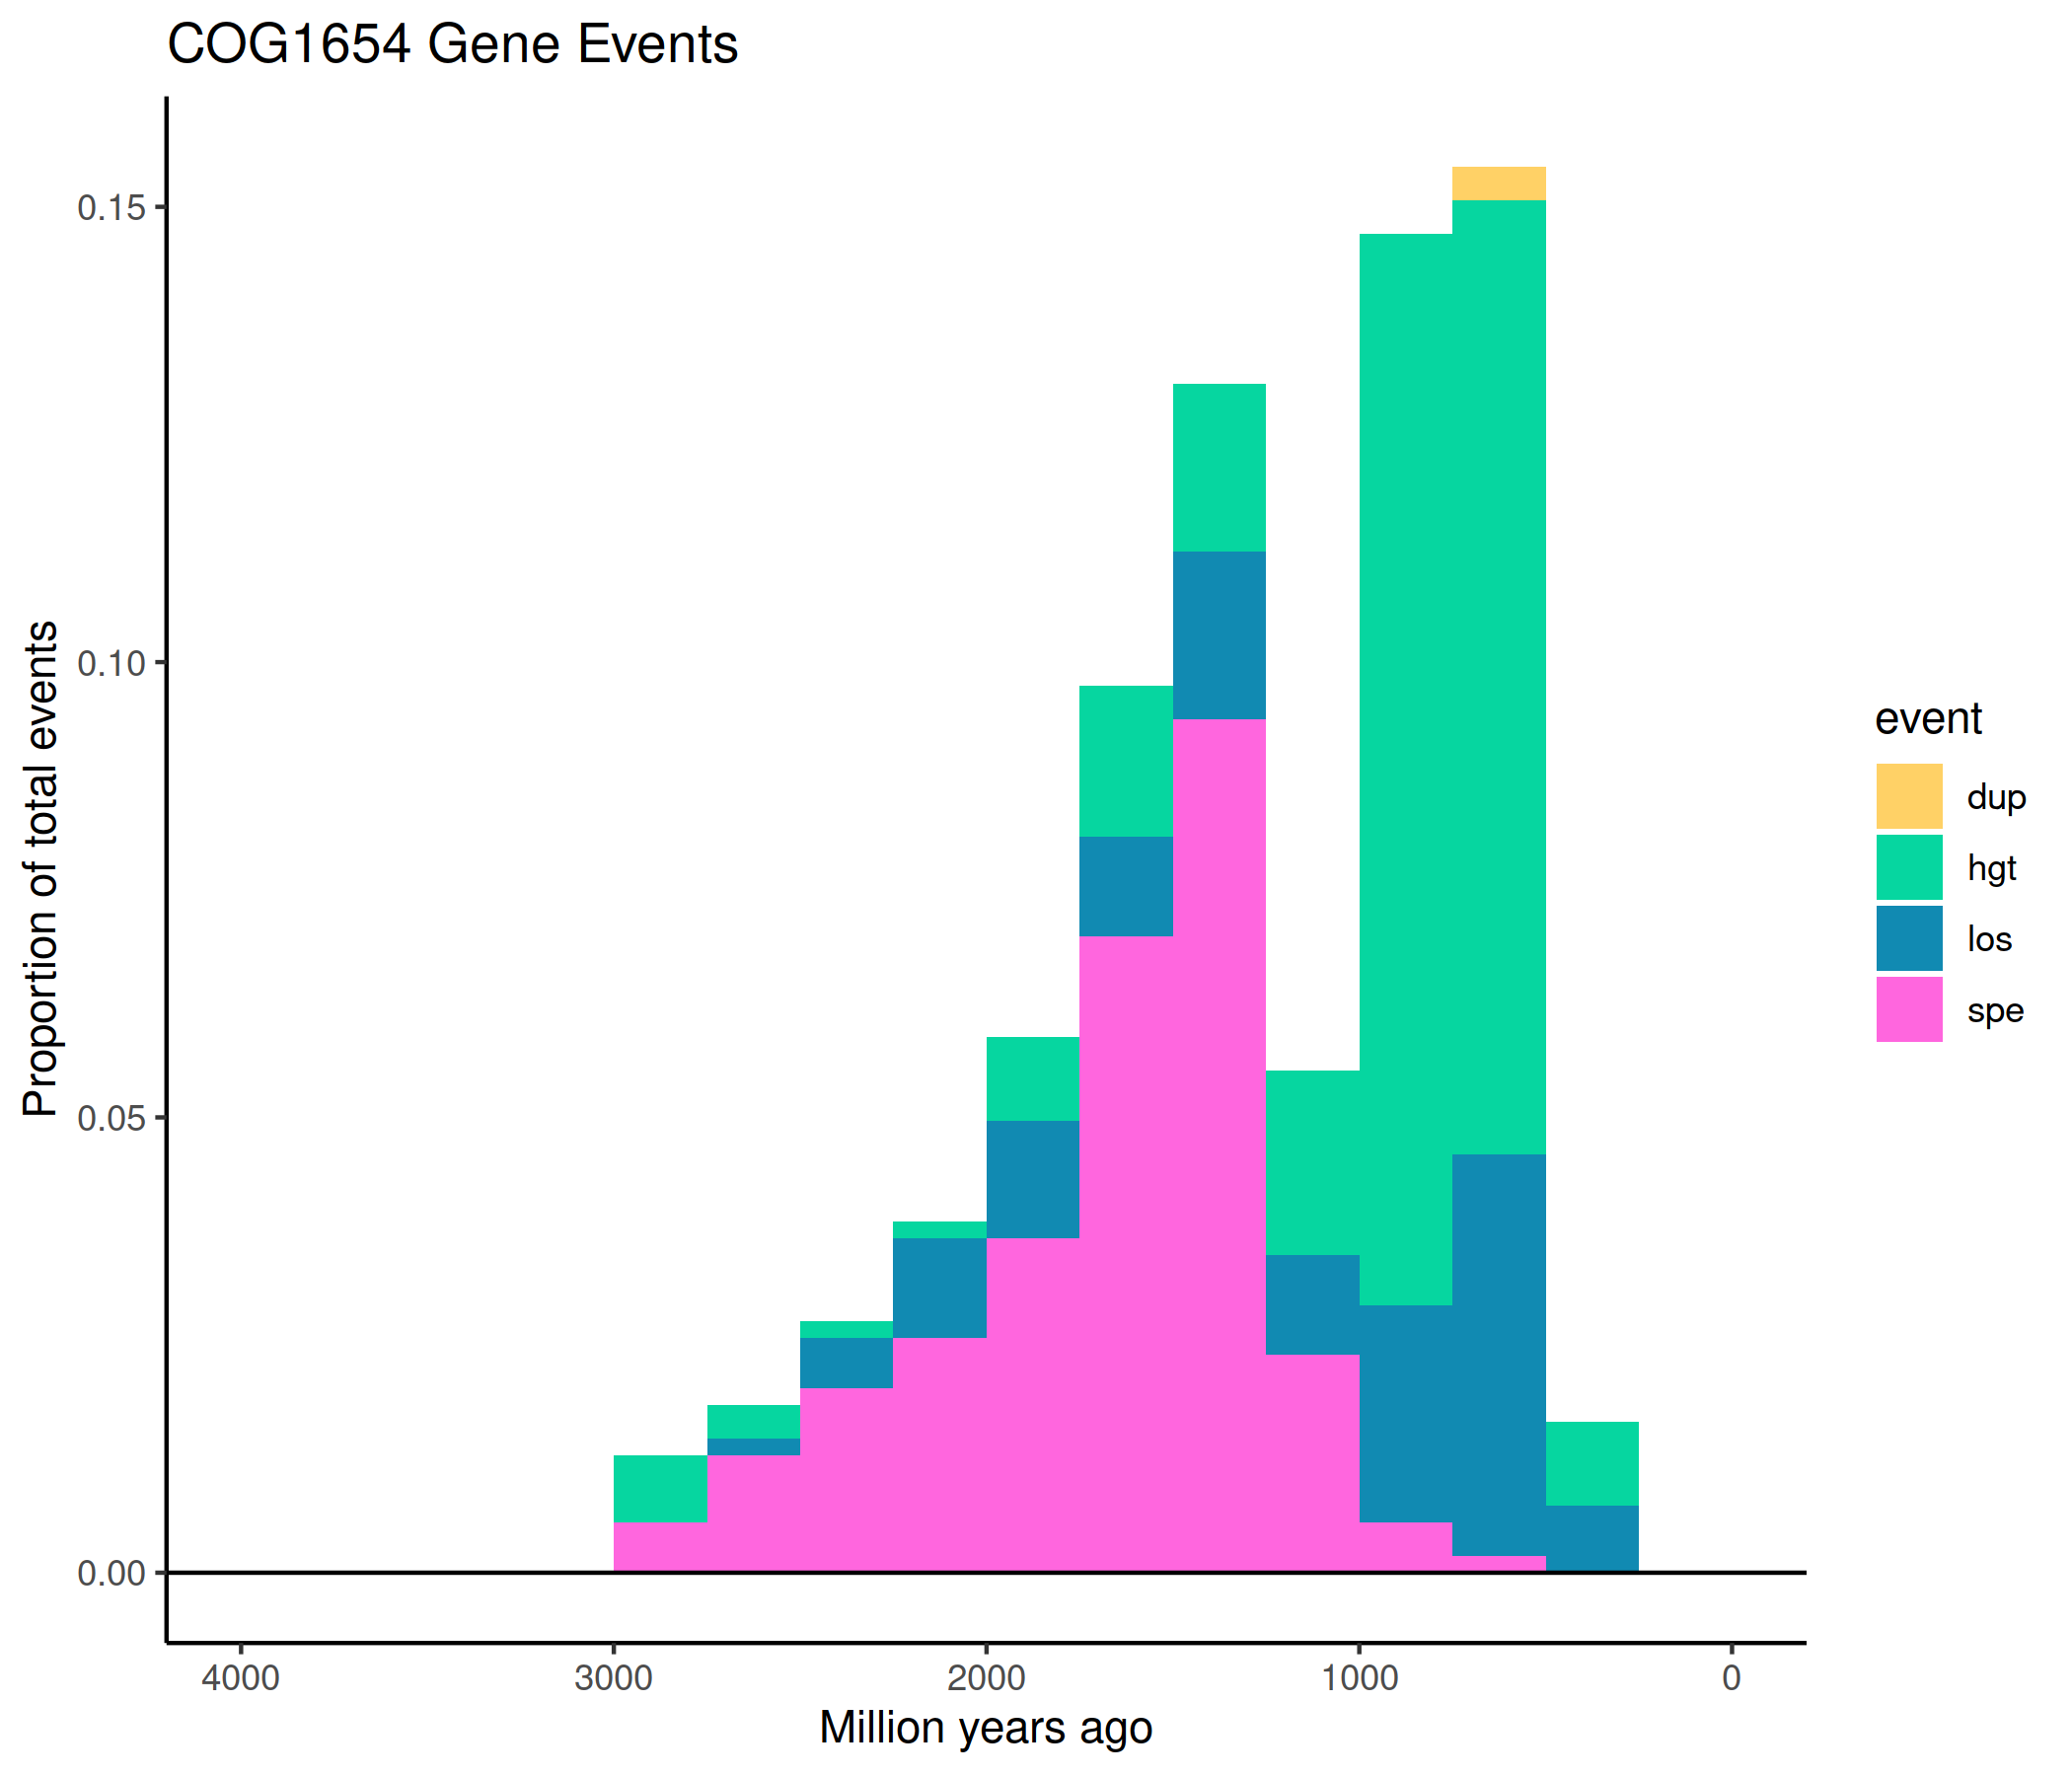 COG1654 Gene Events
Proportion of total events
0.15
0.10
0.05
0.00
4000 3000 2000 1000 0
Million years ago
event
dup
hgt
los
spe